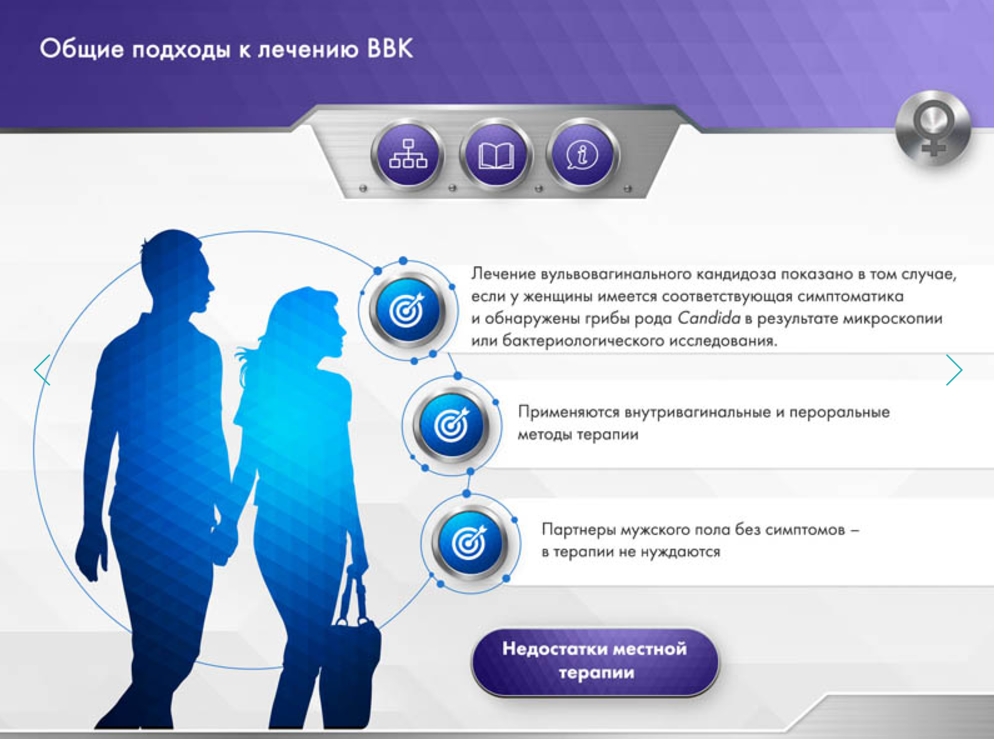 Общие подходы к лечению ВВК
Лечение вульвовагинального кандидоза показано в том случае,
если у женщины имеется соответствующая симптоматика
и обнаружены грибы рода Candida в результате микроскопии
или бактериологического исследования.
Применяются внутривагинальные и пероральные
методы терапии
Партнеры мужского пола без симптомов –
в терапии не нуждаются
Недостатки местной
терапии